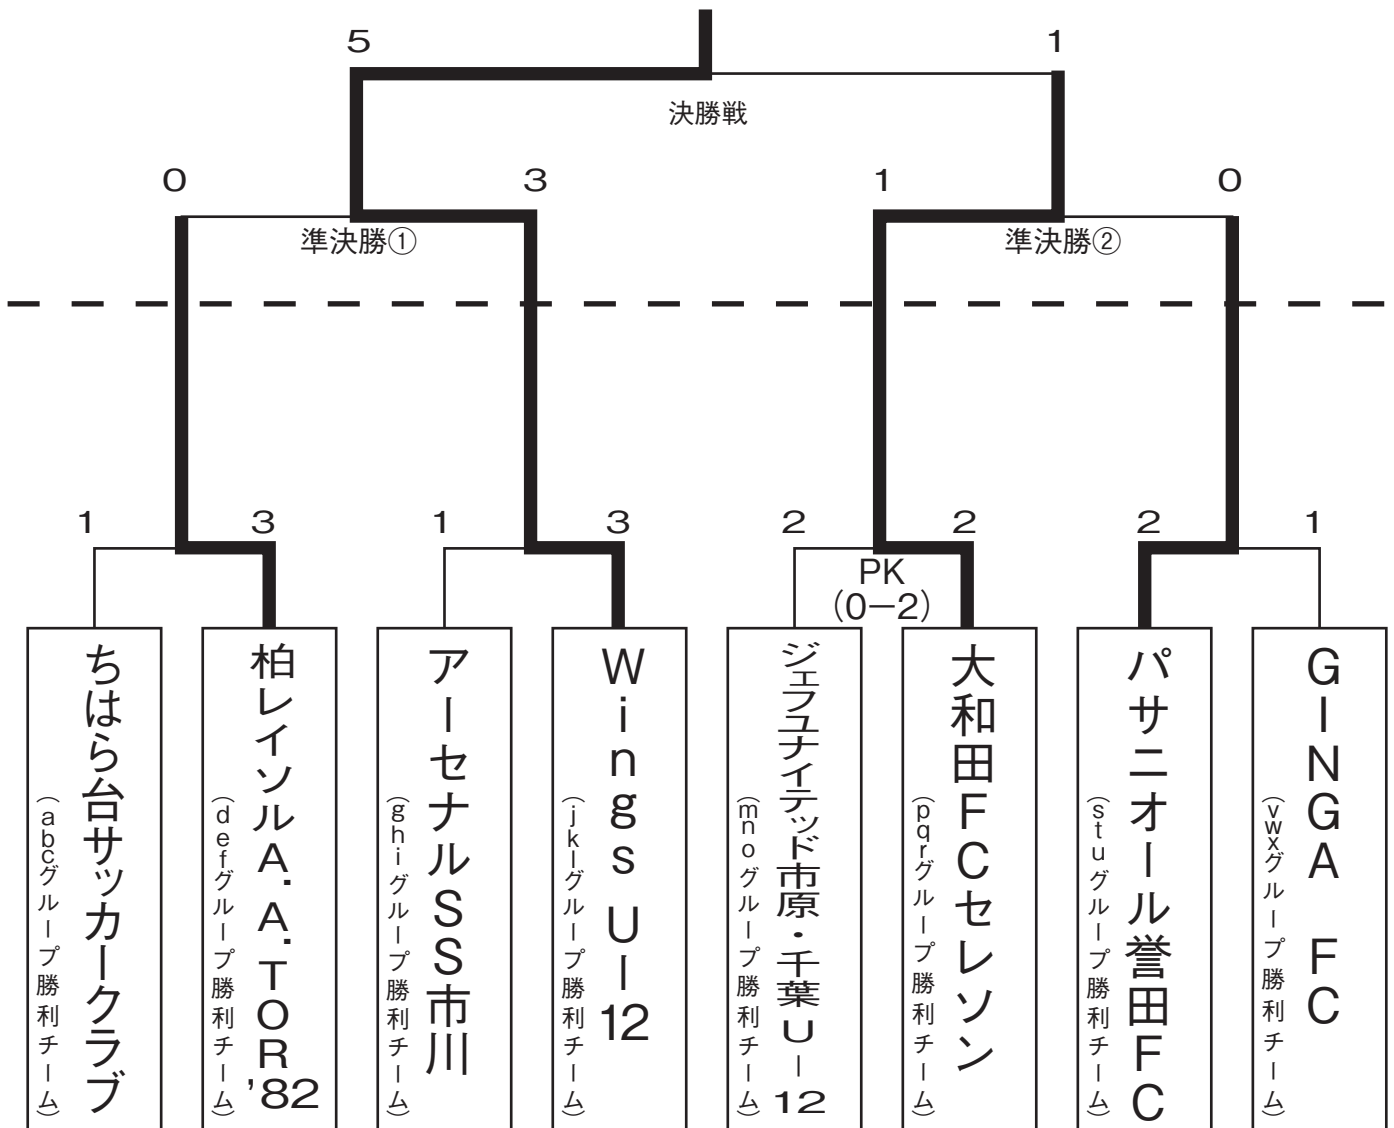 5 1
決勝戦
0 3 1 0
準決勝① 準決勝②
1 3 1 3 2 2 2 1
PK
(0−2)
ちはら台サッカークラブ
(abcグループ勝利チーム)
柏レイソルA.A.TOR'82
(defグループ勝利チーム)
アーセナルSS市川
(ghiグループ勝利チーム)
Wings U−12
(jklグループ勝利チーム)
ジェフユナイテッド市原・千葉U−12
(mnoグループ勝利チーム)
大和田FCセレソン
(pqrグループ勝利チーム)
パサニオール誉田FC
(stuグループ勝利チーム)
GINGA FC
(vwxグループ勝利チーム)